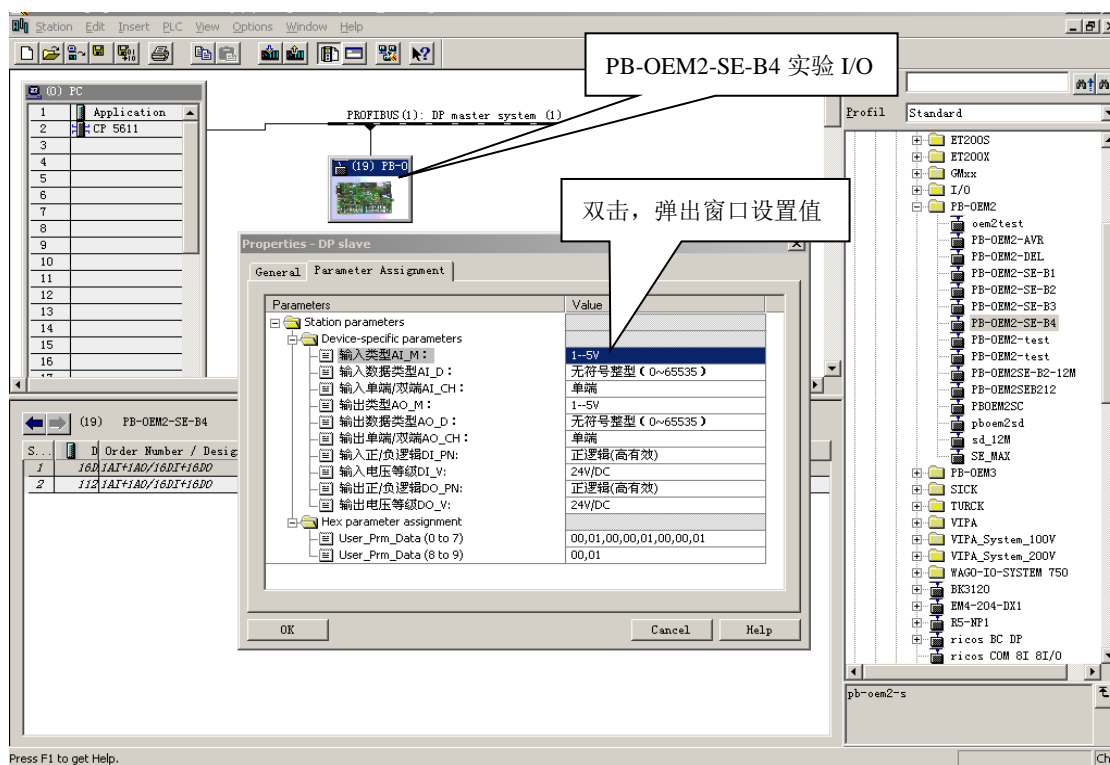 Station Edit Insert PLC View Options Window Help
PB-OEM2-SE-B4 实验 I/O
(0) PC
1 Application
2 CP 5611
3
4
5
6
7
8
9
10
11
12
13
14
15
16
PROFIBUS(1): DP master system (1)
(19) PB-O
双击，弹出窗口设置值
Properties - DP slave
General Parameter Assignment
Parameters Value
Station parameters
Device-specific parameters
输入类型AI_M： 1--5V
输入数据类型AI_D： 无符号整型（0~65535）
输入单端/双端AI_CH： 单端
输出类型AO_M： 1--5V
输出数据类型AO_D： 无符号整型（0~65535）
输出单端/双端AO_CH： 单端
输入正/负逻辑DI_PN: 正逻辑(高有效)
输入电压等级DI_V: 24V/DC
输出正/负逻辑DO_PN: 正逻辑(高有效)
输出电压等级DO_V: 24V/DC
Hex parameter assignment
User_Prm_Data (0 to 7) 00,01,00,00,01,00,00,01
User_Prm_Data (8 to 9) 00,01
OK Cancel Help
(19) PB-OEM2-SE-B4
S... D Order Number / Desig
1 16D 1AI+1AO/16DI+16DO
2 112 1AI+1AO/16DI+16DO
Profil Standard
ET200S
ET200X
GMxx
I/O
PB-OEM2
oem2test
PB-OEM2-AVR
PB-OEM2-DEL
PB-OEM2-SE-B1
PB-OEM2-SE-B2
PB-OEM2-SE-B3
PB-OEM2-SE-B4
PB-OEM2-test
PB-OEM2-test
PB-OEM2SE-B2-12M
PB-OEM2SEB212
PBOEM2SC
pboem2sd
sd_12M
SE_MAX
PB-OEM3
SICK
TURCK
VIPA
VIPA_System_100V
VIPA_System_200V
WAGO-IO-SYSTEM 750
BK3120
EM4-204-DX1
R5-NP1
ricos BC DP
ricos COM 8I 8I/O
pb-oem2-s
Press F1 to get Help.
Ch